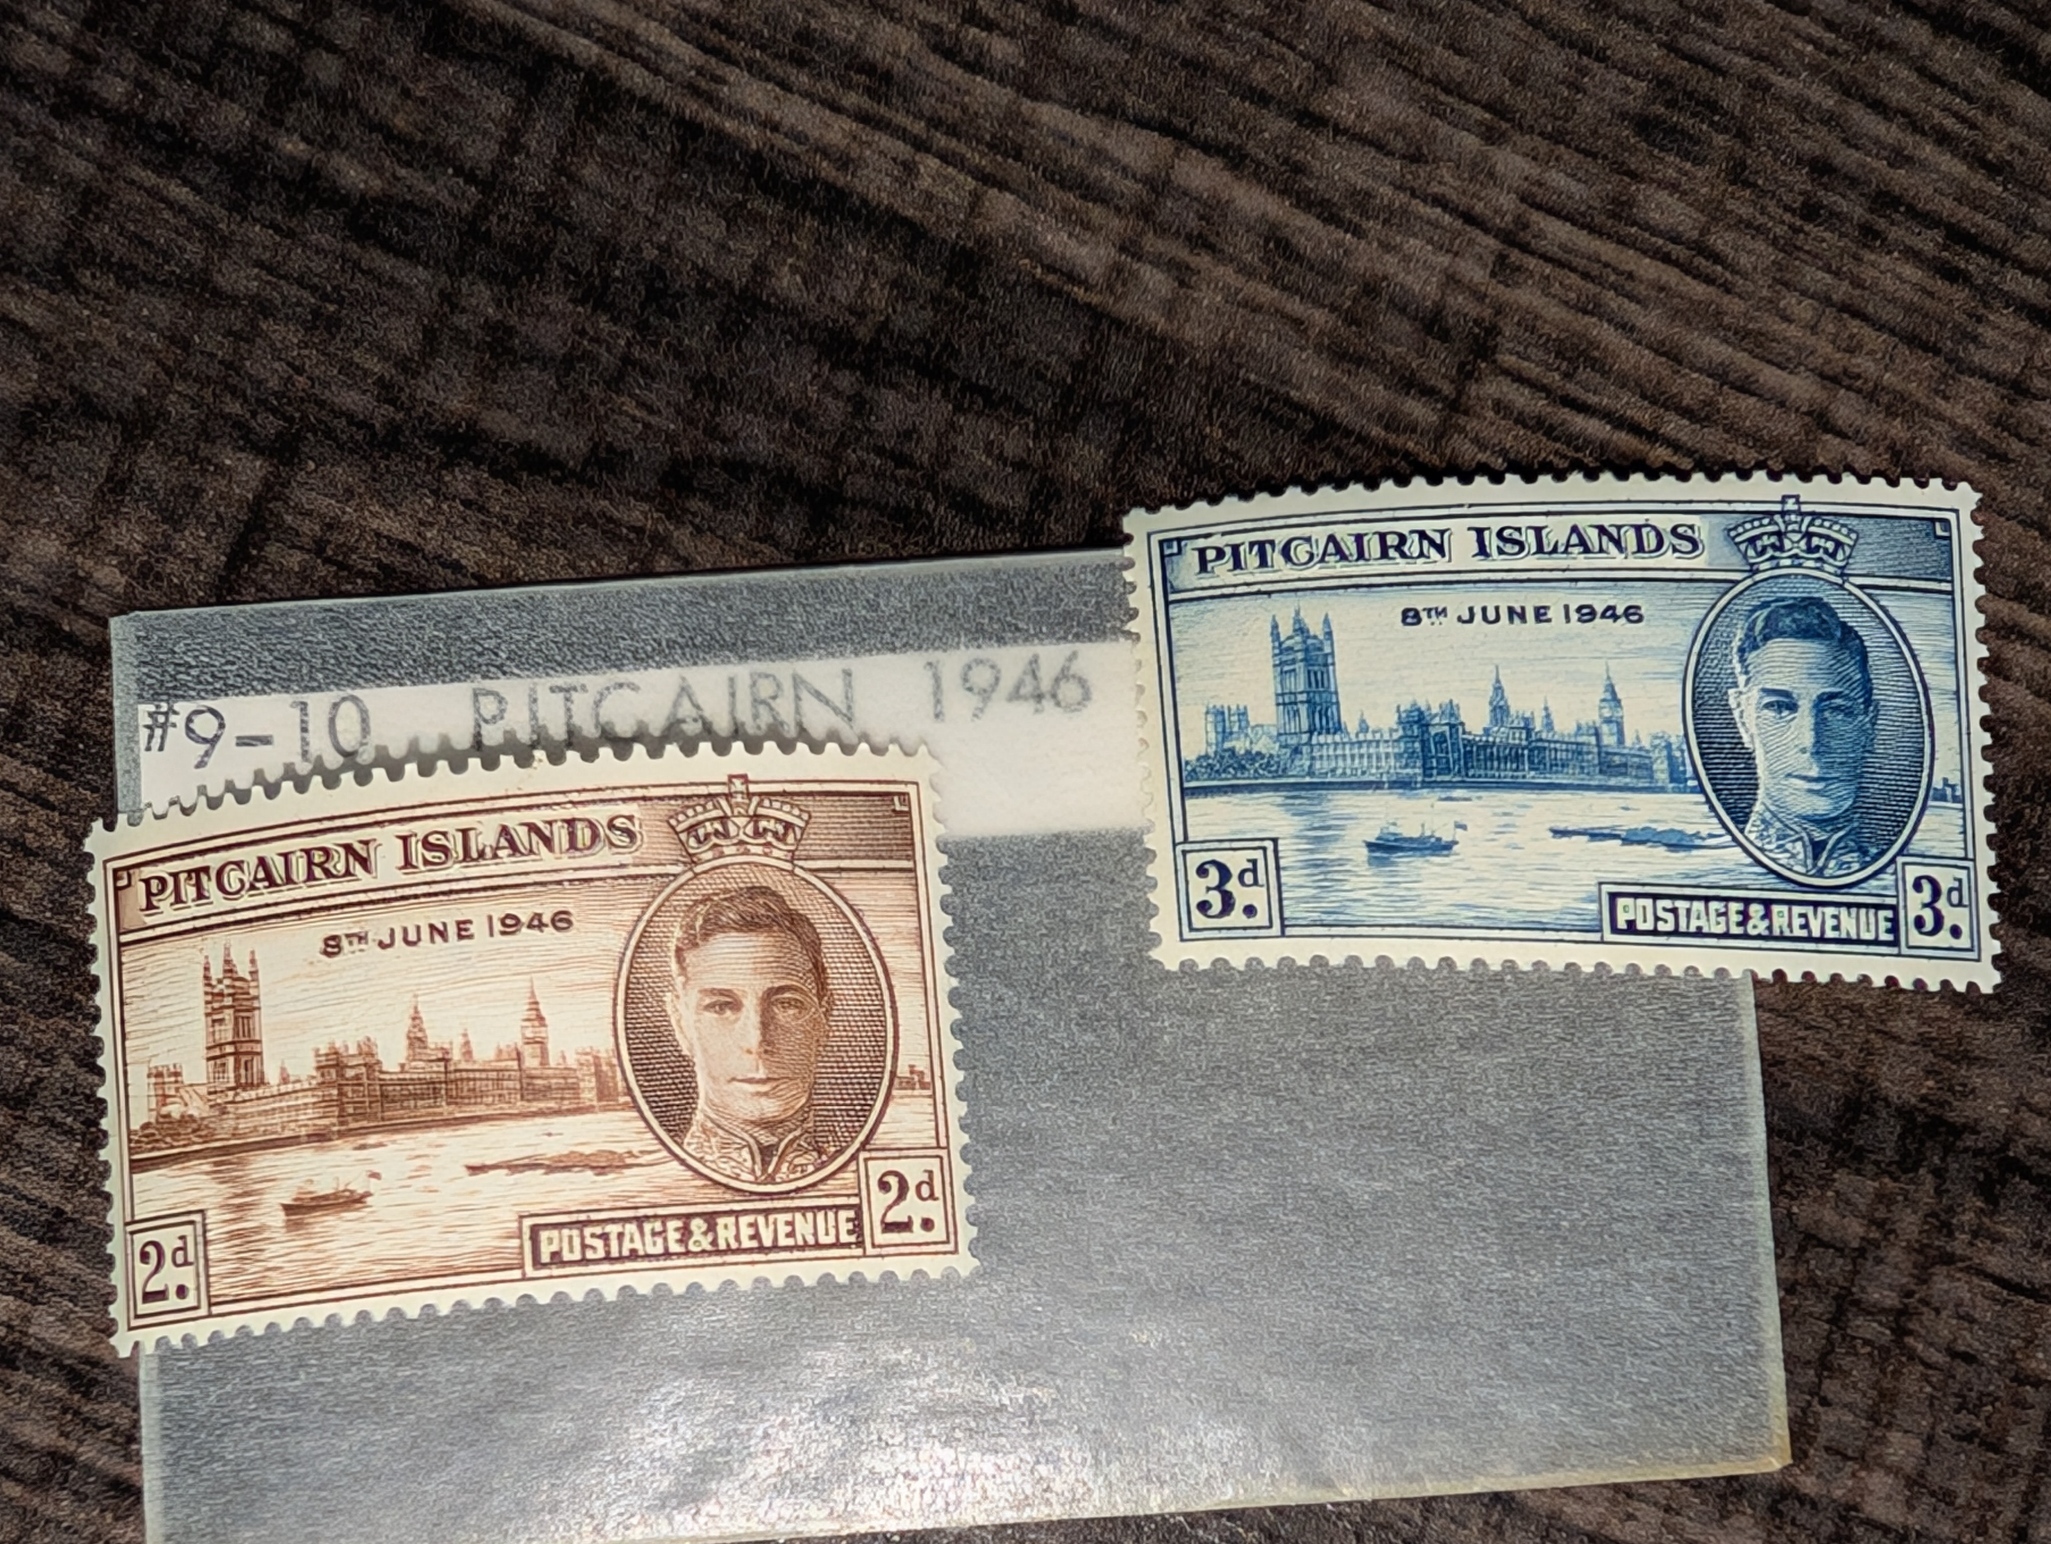 #9-10 PITCAIRN 1946
PITCAIRN ISLANDS
8TH JUNE 1946
2d.
POSTAGE & REVENUE
2d.
PITCAIRN ISLANDS
8TH JUNE 1946
3d.
POSTAGE & REVENUE
3d.